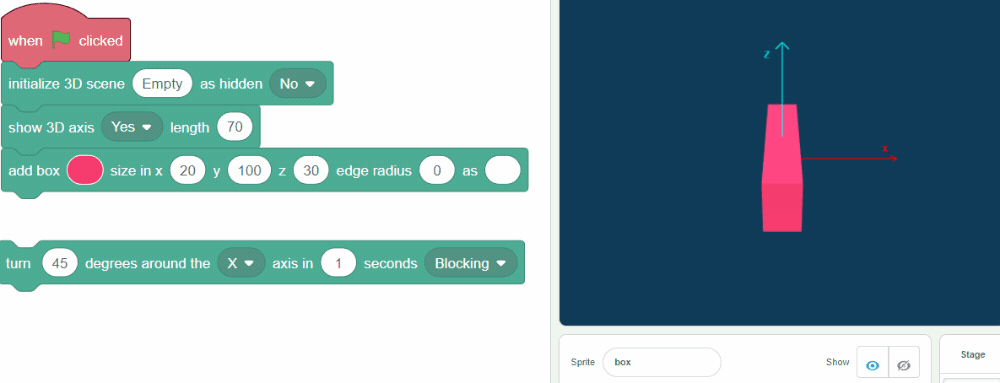 when clicked
initialize 3D scene Empty as hidden No
show 3D axis Yes length 70
add box size in x 20 y 100 z 30 edge radius 0 as
turn 45 degrees around the X axis in 1 seconds Blocking
z
x
Sprite box Show Stage